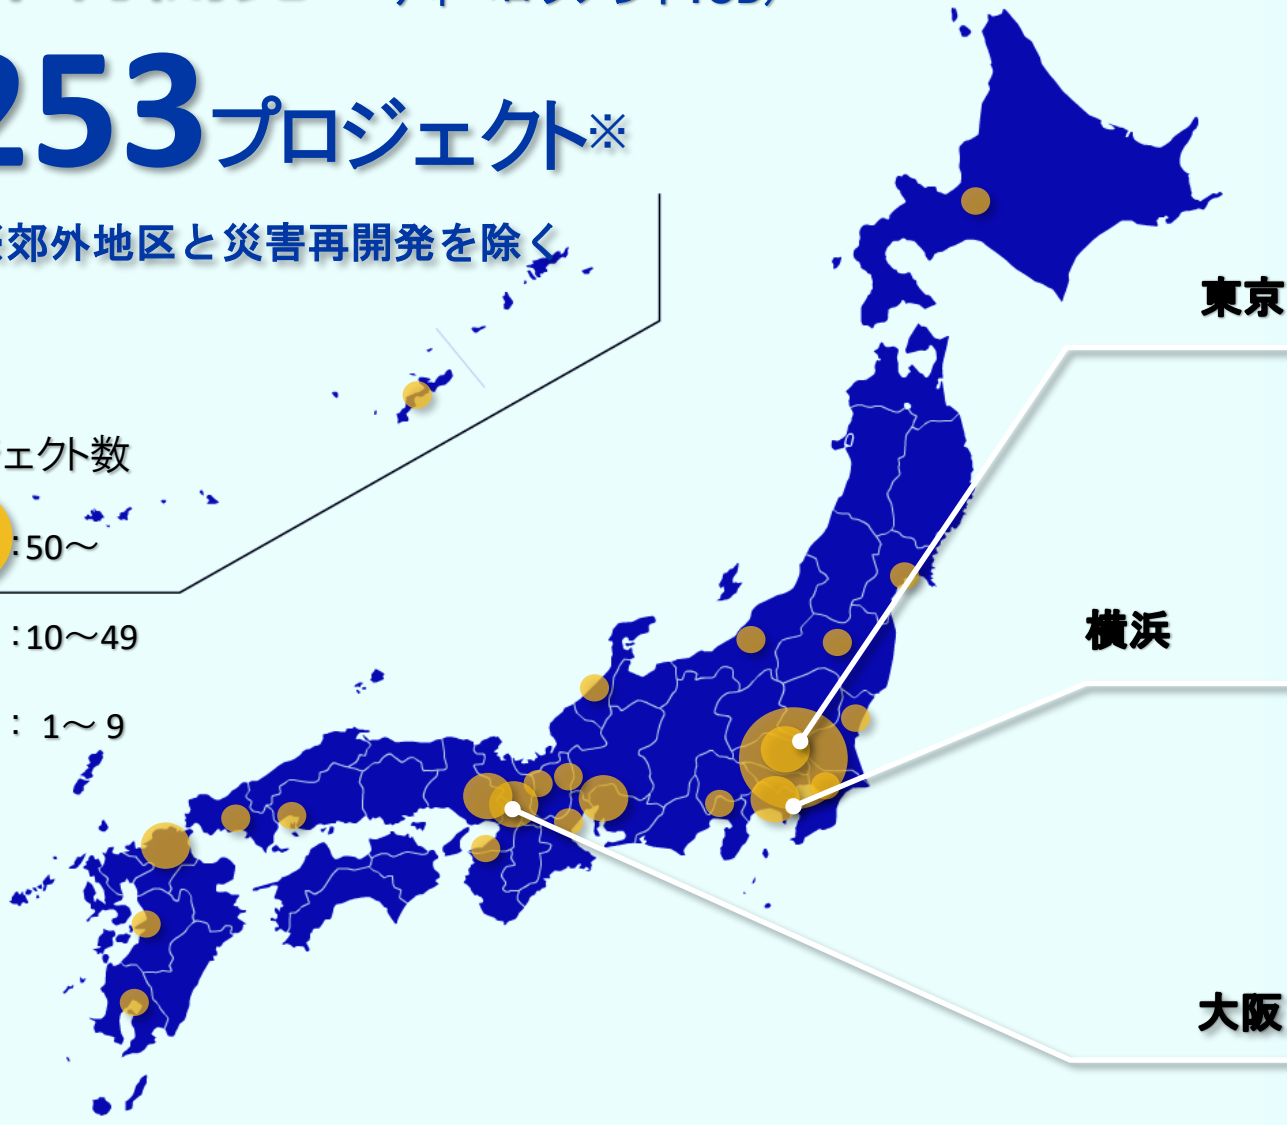 253プロジェクト※
郊外地区と災害再開発を除く
東京
ェクト数
:50～
:10～49
横浜
: 1～ 9
大阪